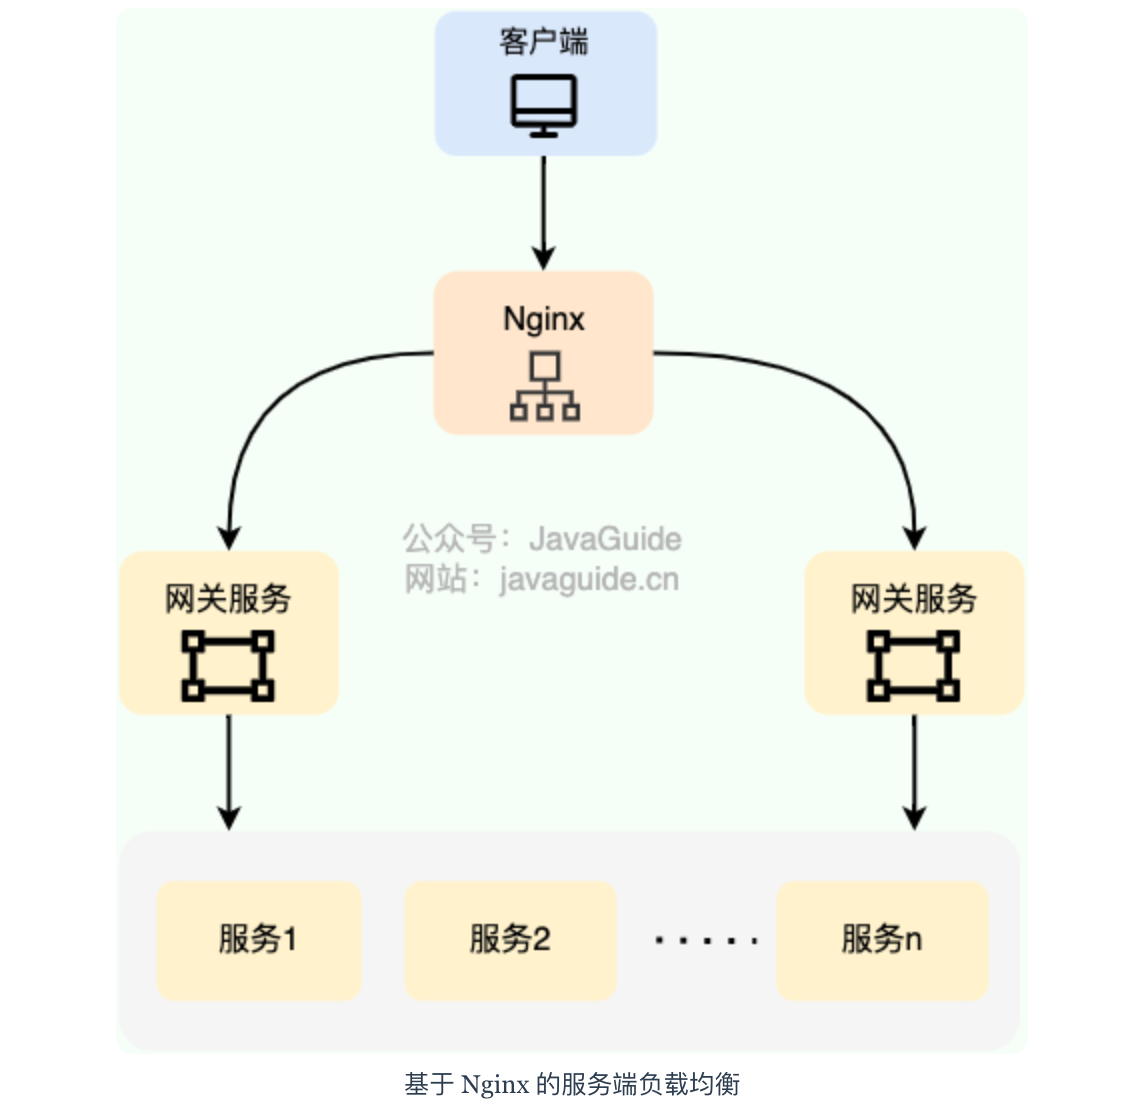 客户端
Nginx
公众号：JavaGuide
网站：javaguide.cn
网关服务
网关服务
服务1
服务2
·····
服务n
基于 Nginx 的服务端负载均衡